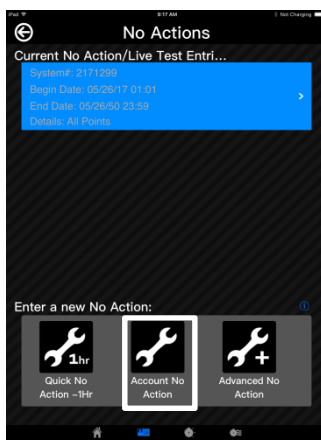 iPad
9:17 AM
Not Charging
No Actions
Current No Action/Live Test Entri...
System#: 2171299
Begin Date: 05/26/17 01:01
End Date: 05/26/50 23:59
Details: All Points
Enter a new No Action:
1hr
Quick No
Action -1Hr
Account No
Action
Advanced No
Action